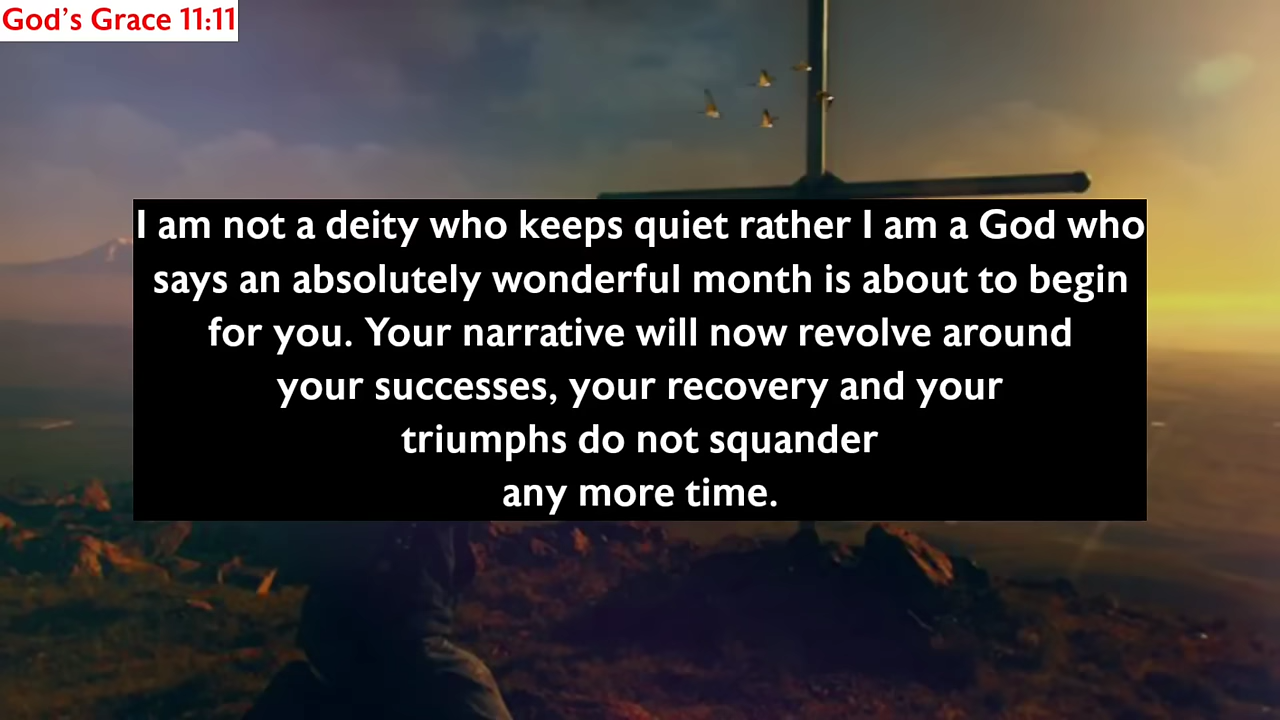 God's Grace 11:11
I am not a deity who keeps quiet rather I am a God who
says an absolutely wonderful month is about to begin
for you. Your narrative will now revolve around
your successes, your recovery and your
triumphs do not squander
any more time.